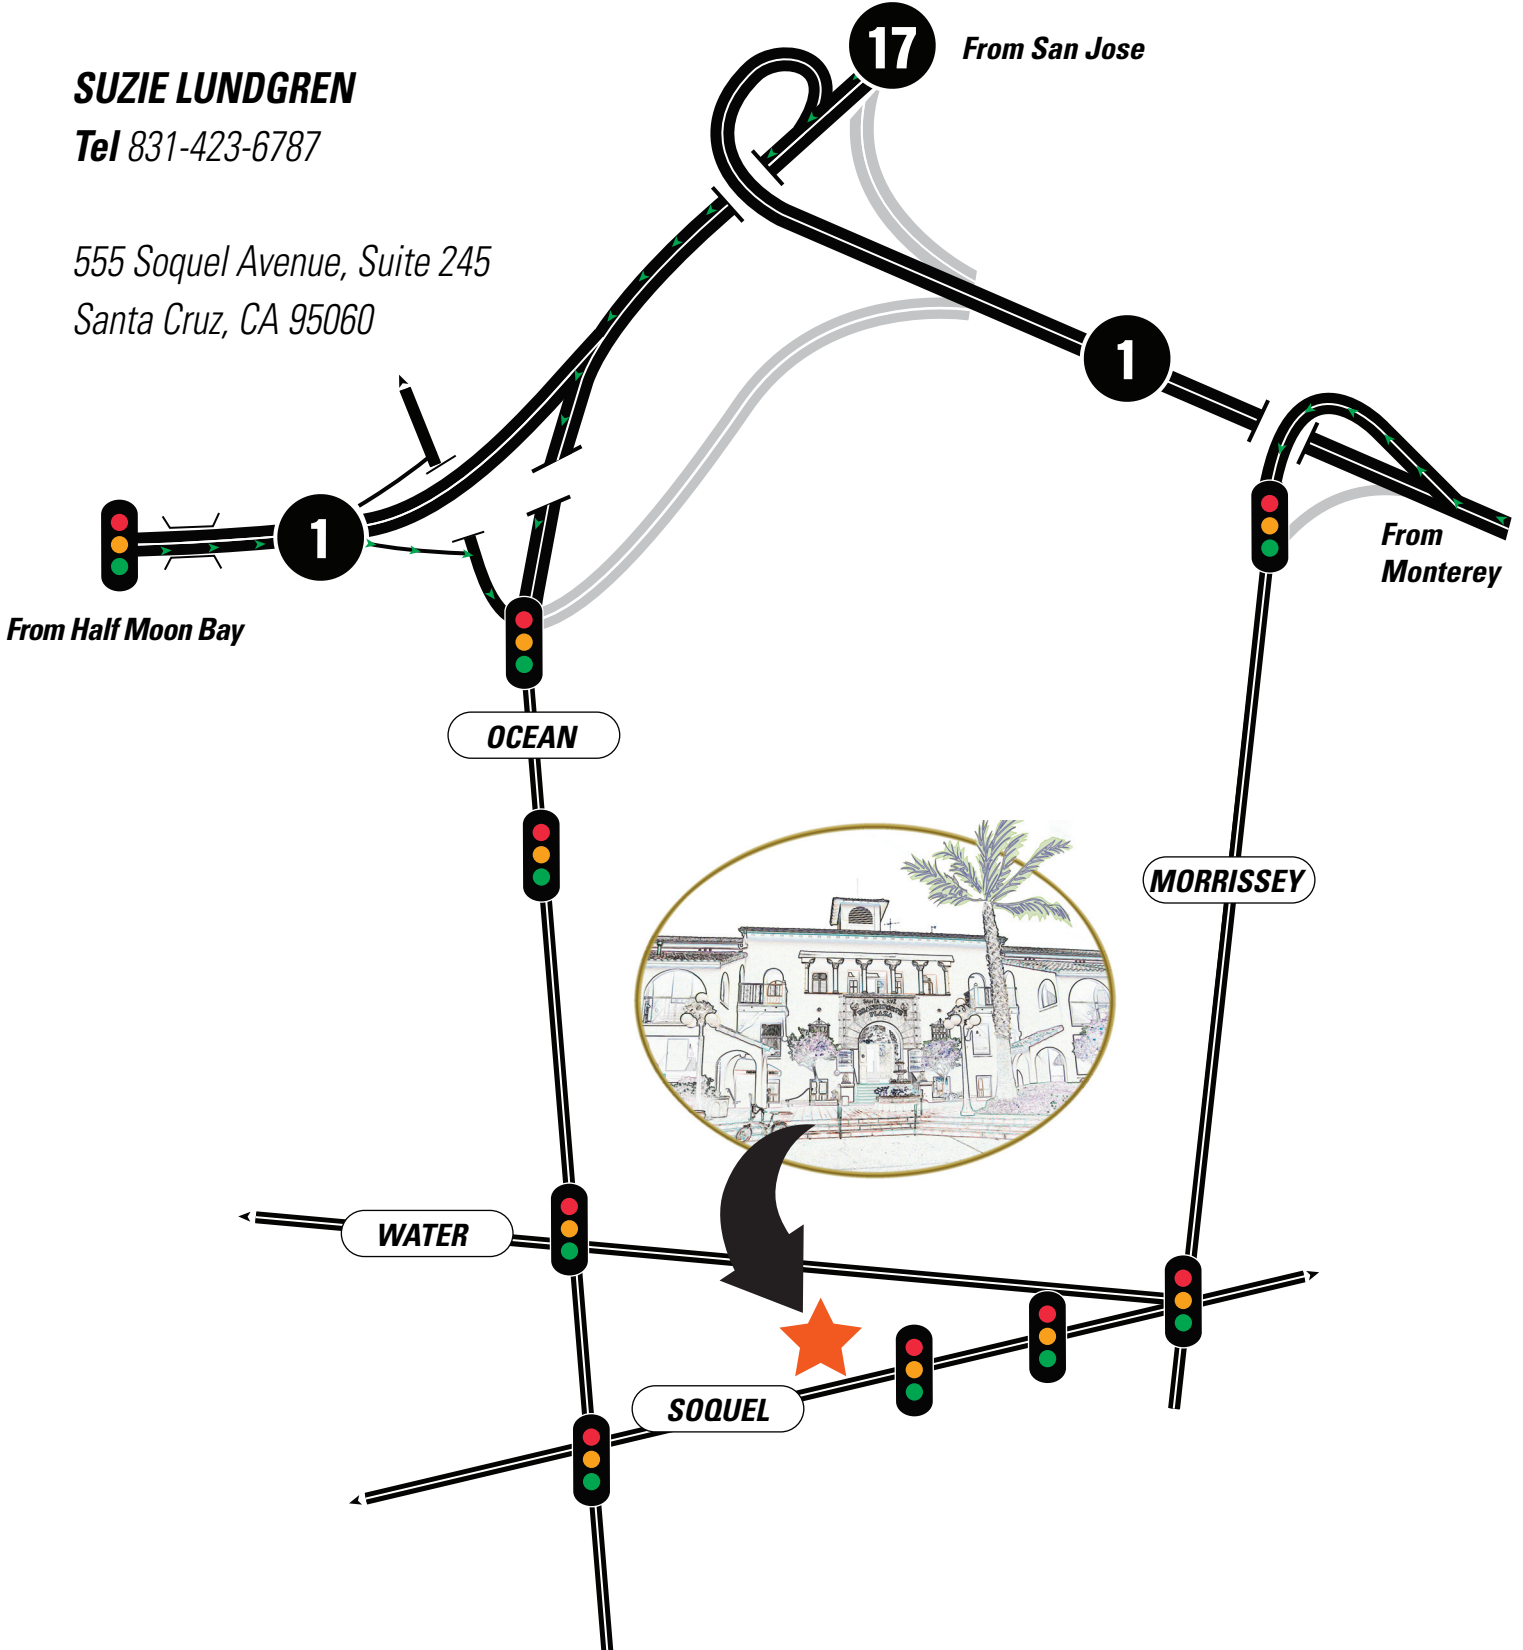 17
From San Jose
SUZIE LUNDGREN
Tel 831-423-6787
555 Soquel Avenue, Suite 245
Santa Cruz, CA 95060
1
1
From
Monterey
From Half Moon Bay
OCEAN
MORRISSEY
PLAZA
WATER
SOQUEL